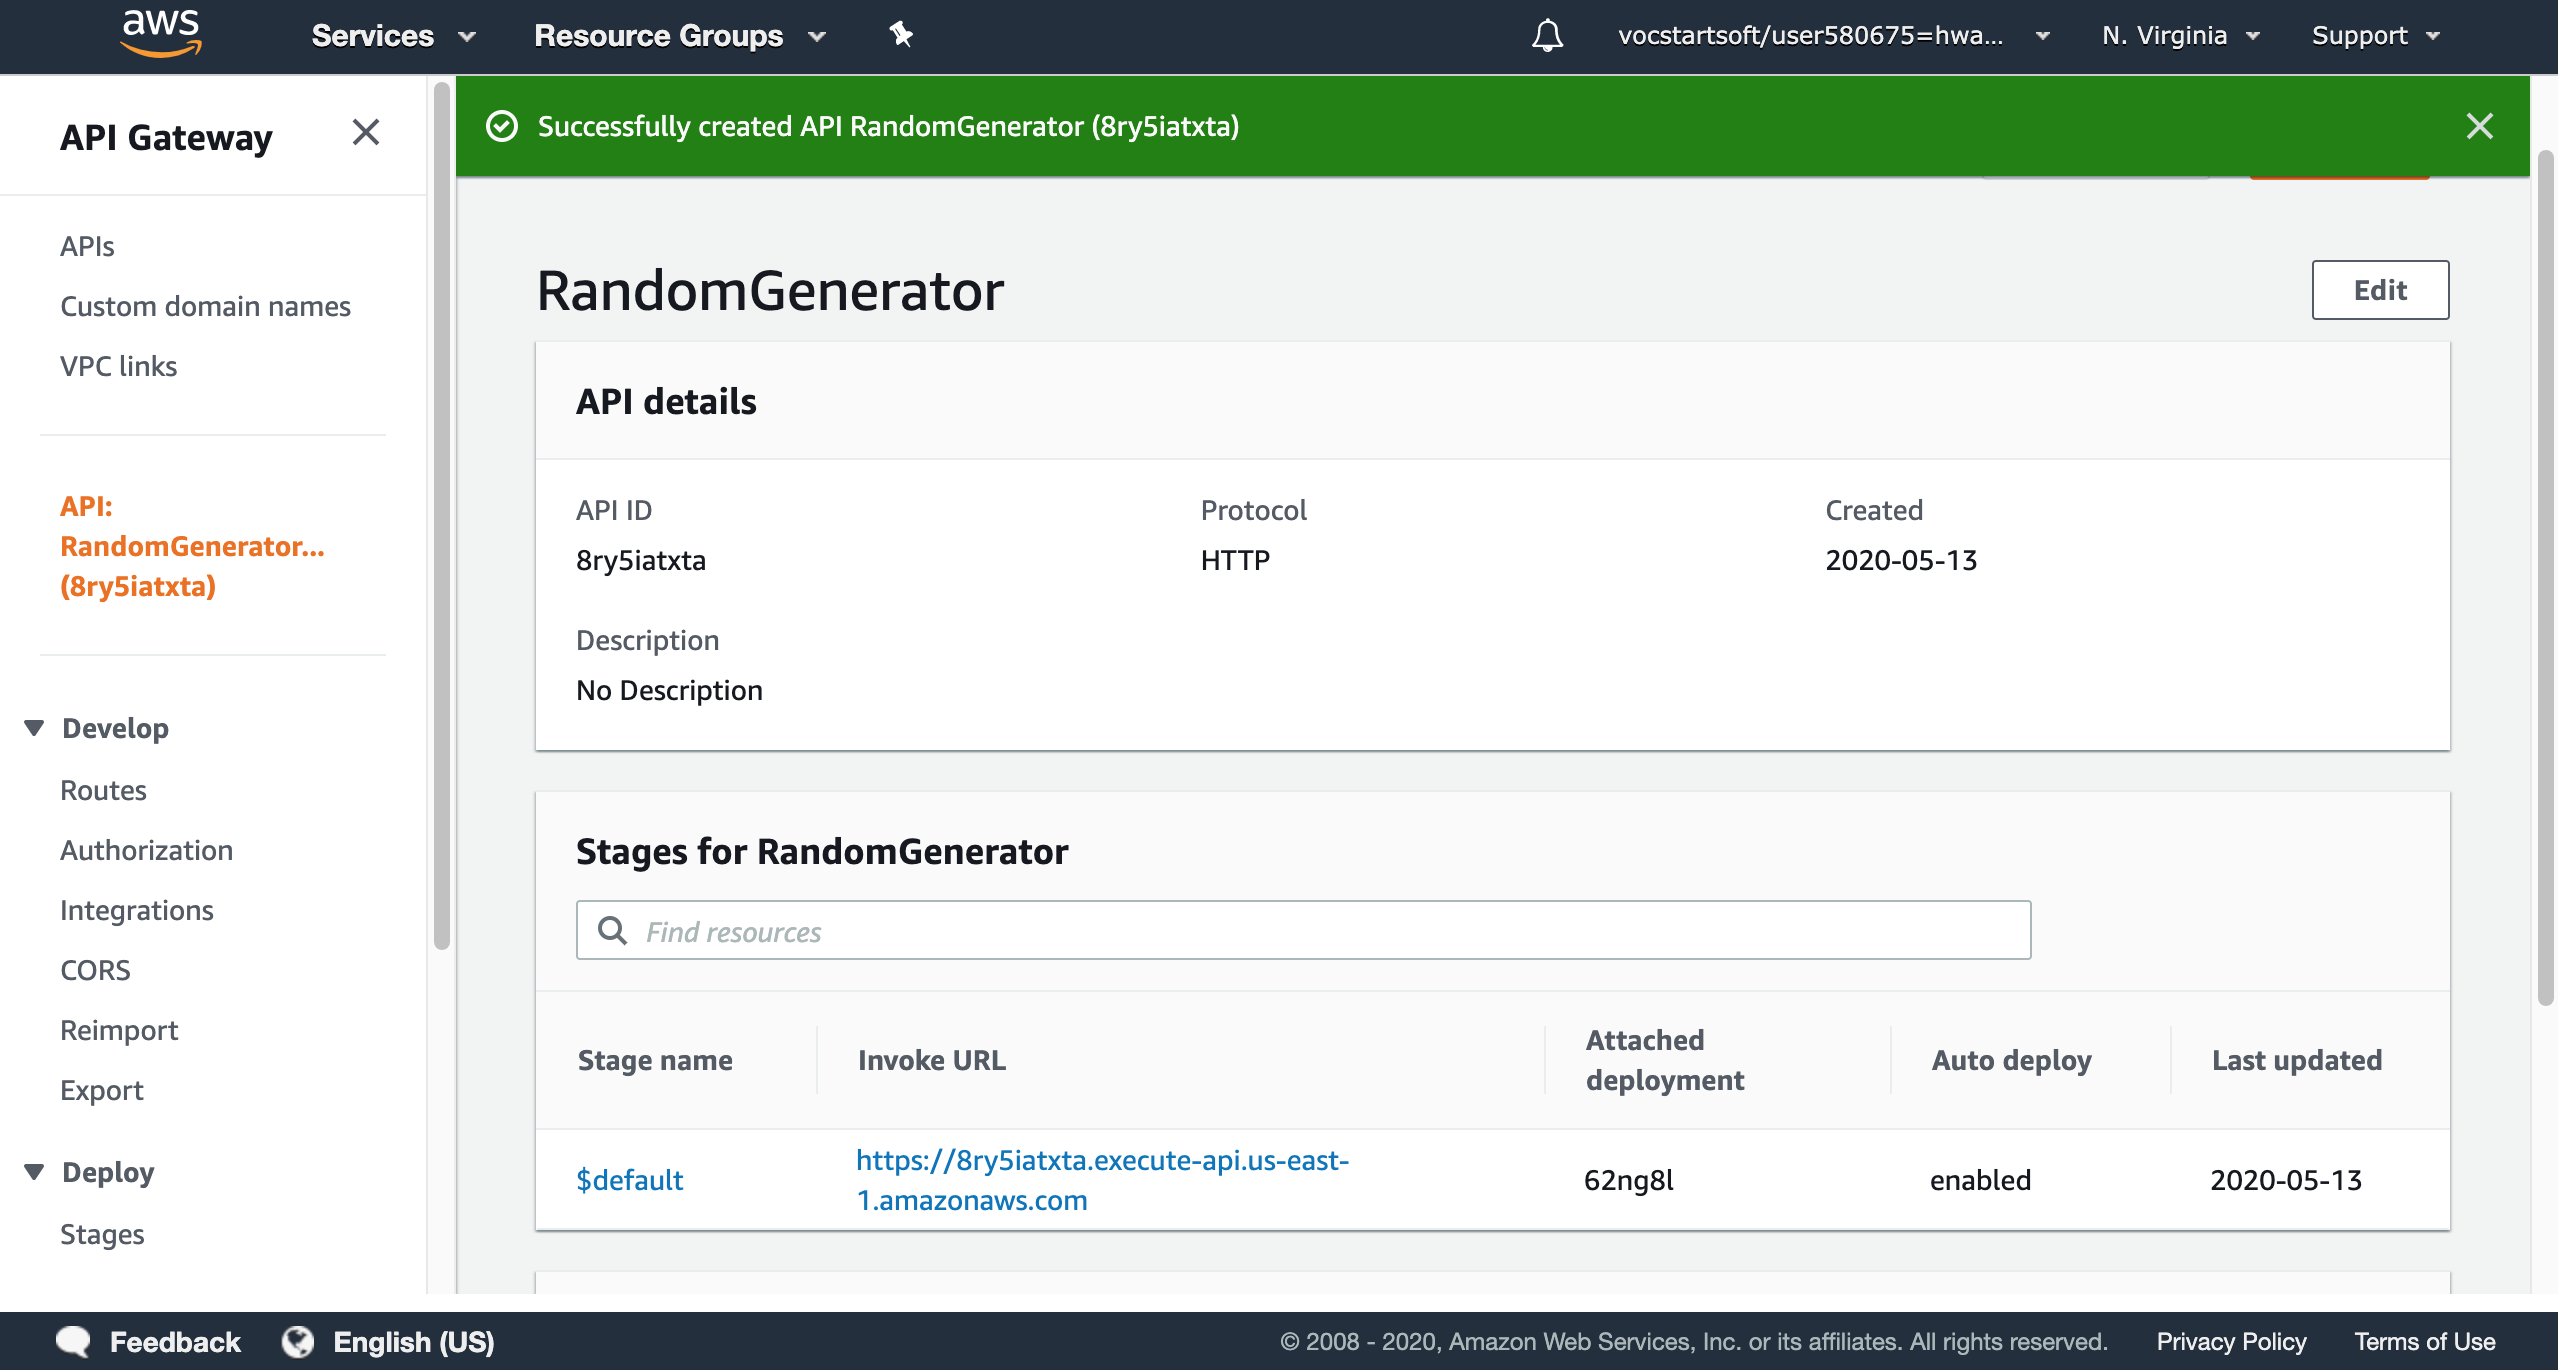 aws
Services
Resource Groups
vocstartsoft/user580675=hwa...
N. Virginia
Support
API Gateway
APIs
Custom domain names
VPC links
API:
RandomGenerator...
(8ry5iatxta)
Develop
Routes
Authorization
Integrations
CORS
Reimport
Export
Deploy
Stages
Successfully created API RandomGenerator (8ry5iatxta)
RandomGenerator
Edit
API details
API ID
8ry5iatxta
Protocol
HTTP
Created
2020-05-13
Description
No Description
Stages for RandomGenerator
Find resources
Stage name
Invoke URL
Attached
deployment
Auto deploy
Last updated
$default
https://8ry5iatxta.execute-api.us-east-
1.amazonaws.com
62ng8l
enabled
2020-05-13
Feedback
English (US)
© 2008 - 2020, Amazon Web Services, Inc. or its affiliates. All rights reserved.
Privacy Policy
Terms of Use